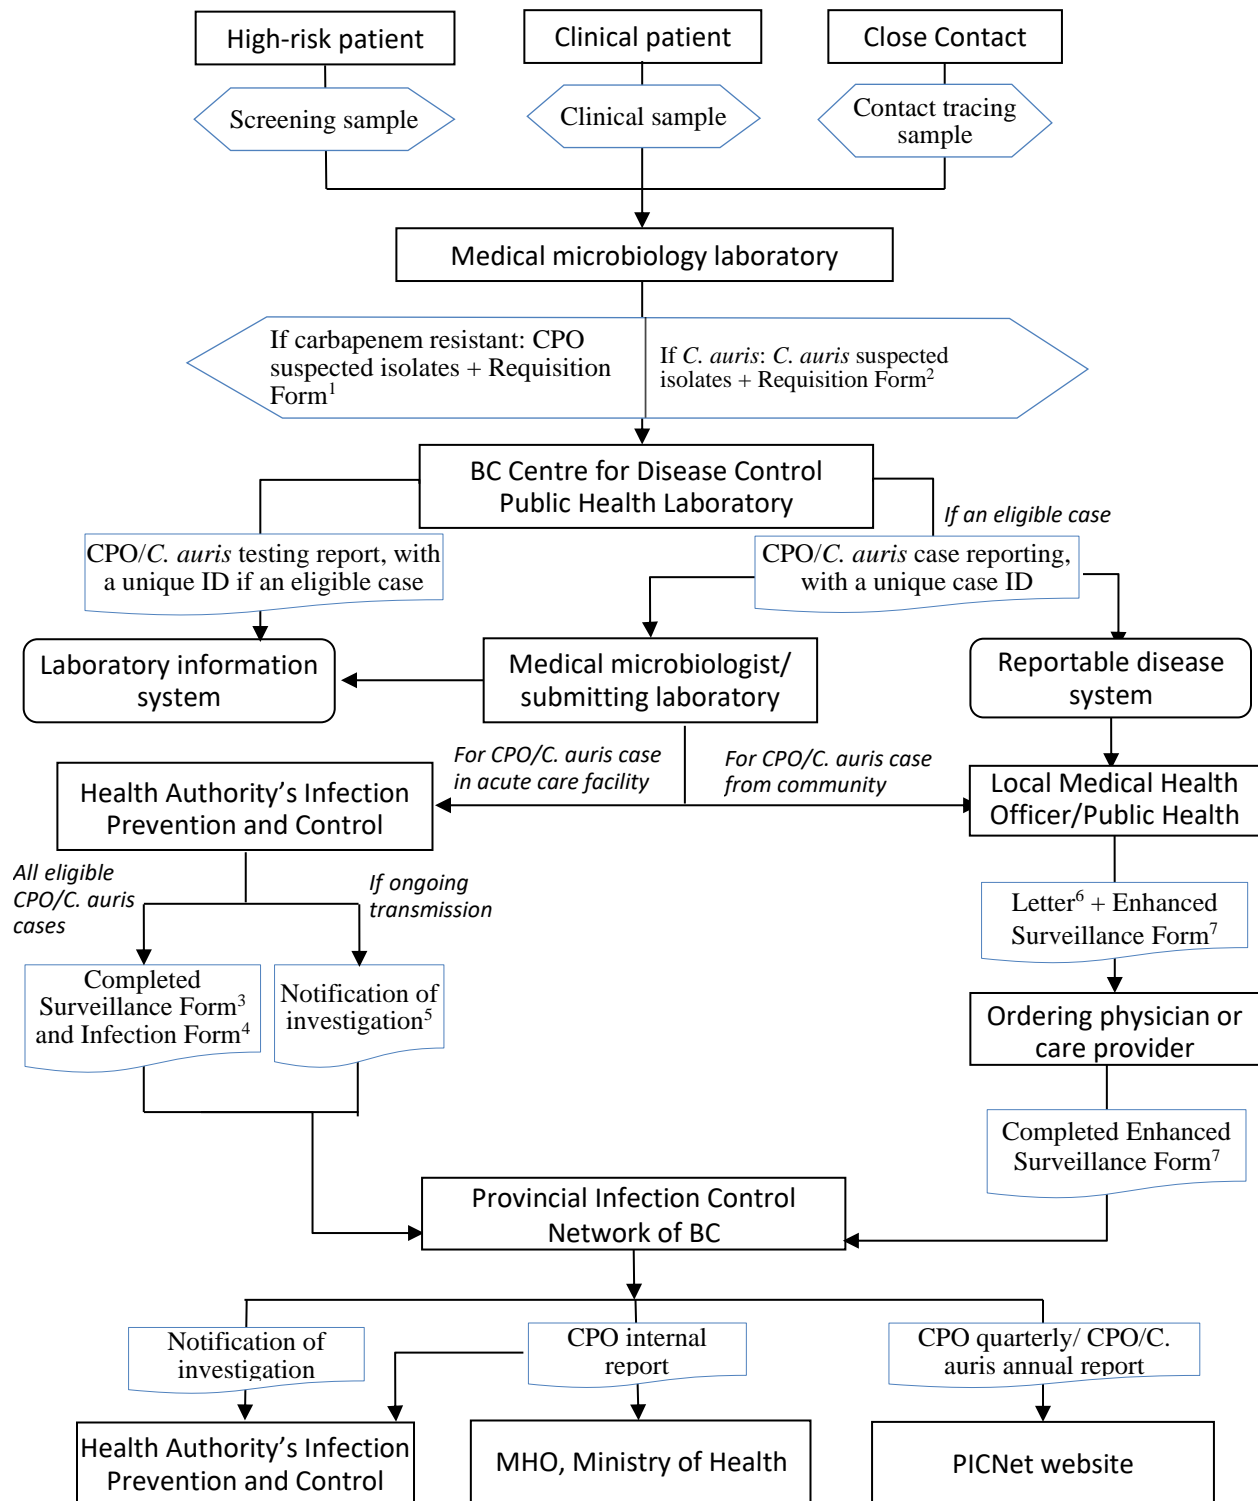 High-risk patient
Clinical patient
Close Contact
Screening sample
Clinical sample
Contact tracing
sample
Medical microbiology laboratory
If carbapenem resistant: CPO
suspected isolates + Requisition
Form1
If C. auris: C. auris suspected
isolates + Requisition Form2
BC Centre for Disease Control
Public Health Laboratory
If an eligible case
CPO/C. auris testing report, with
a unique ID if an eligible case
CPO/C. auris case reporting,
with a unique case ID
Laboratory information
system
Medical microbiologist/
submitting laboratory
Reportable disease
system
For CPO/C. auris case
in acute care facility
For CPO/C. auris case
from community
Health Authority's Infection
Prevention and Control
Local Medical Health
Officer/Public Health
All eligible
CPO/C. auris
cases
If ongoing
transmission
Letter6 + Enhanced
Surveillance Form7
Completed
Surveillance Form3
and Infection Form4
Notification of
investigation5
Ordering physician or
care provider
Completed Enhanced
Surveillance Form7
Provincial Infection Control
Network of BC
Notification of
investigation
CPO internal
report
CPO quarterly/ CPO/C.
auris annual report
Health Authority's Infection
Prevention and Control
MHO, Ministry of Health
PICNet website